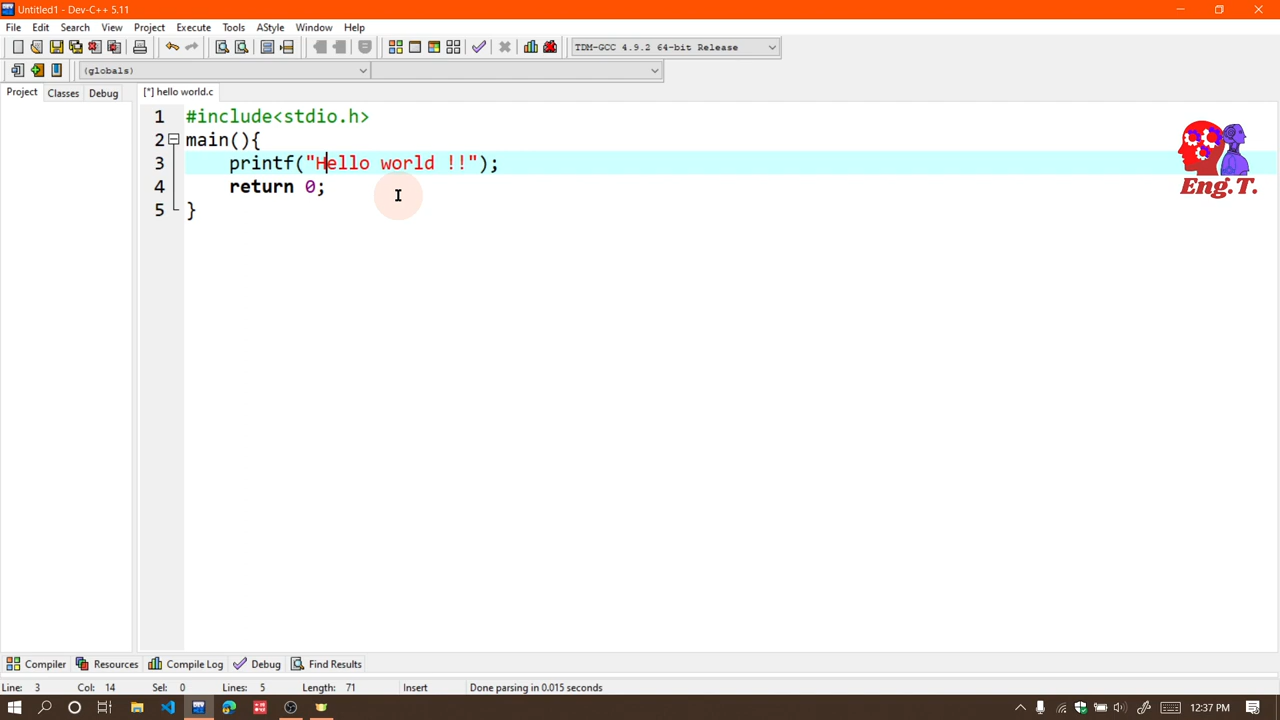 Untitled1 - Dev-C++ 5.11
File Edit Search View Project Execute Tools AStyle Window Help
TDM-GCC 4.9.2 64-bit Release
(globals)
Project Classes Debug [*] hello world.c
1 #include<stdio.h>
2 main(){
3 printf("Hello world !!");
4 return 0;
5 }
Eng.T.
Compiler Resources Compile Log Debug Find Results
Line: 3 Col: 14 Sel: 0 Lines: 5 Length: 71 Insert Done parsing in 0.015 seconds
12:37 PM